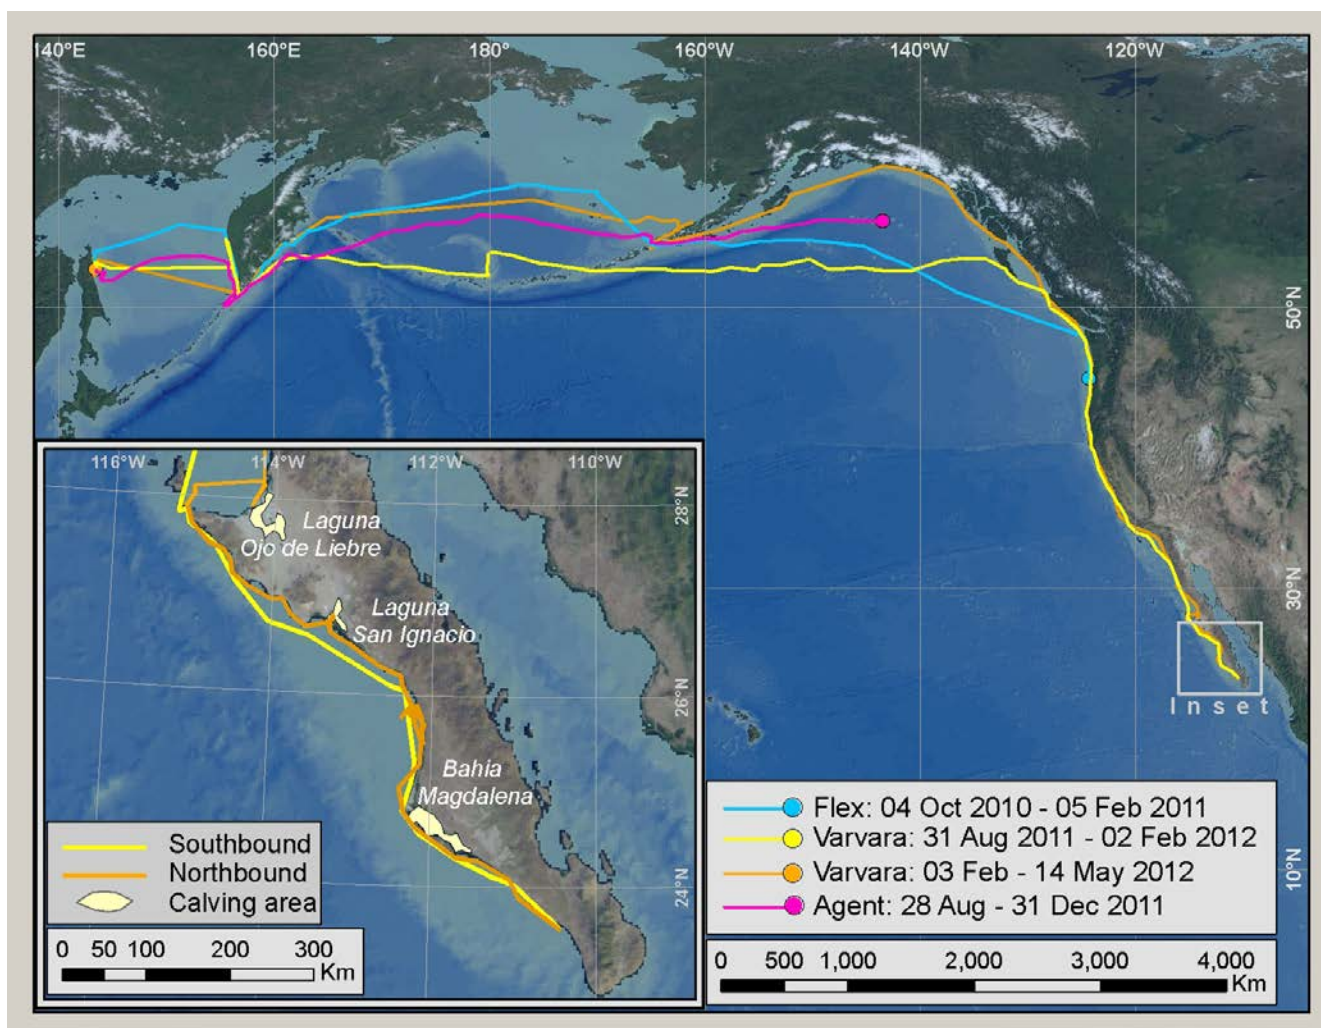 140°E 160°E 180° 160°W 140°W 120°W
50°N
30°N
10°N
Inset
116°W 114°W 112°W 110°W
28°N
26°N
24°N
Laguna
Ojo de Liebre
Laguna
San Ignacio
Bahia
Magdalena
Southbound
Northbound
Calving area
0 50 100 200 300
Km
Flex: 04 Oct 2010 - 05 Feb 2011
Varvara: 31 Aug 2011 - 02 Feb 2012
Varvara: 03 Feb - 14 May 2012
Agent: 28 Aug - 31 Dec 2011
0 500 1,000 2,000 3,000 4,000
Km